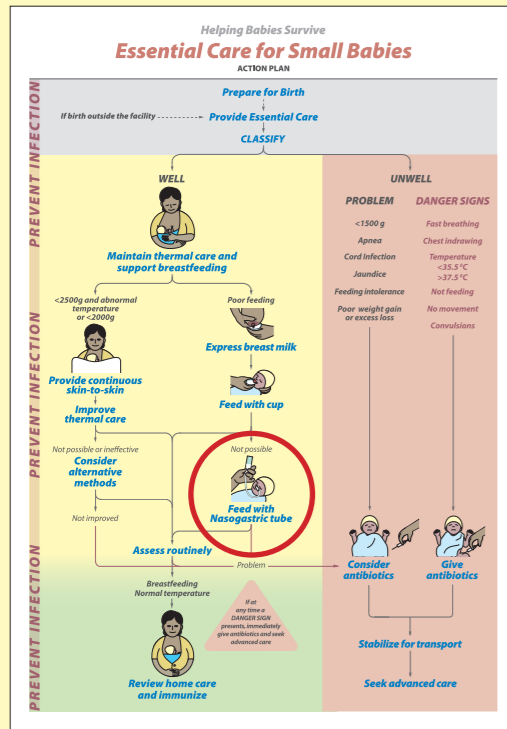 Helping Babies Survive
Essential Care for Small Babies
ACTION PLAN
PREVENT INFECTION
PREVENT INFECTION
PREVENT INFECTION
Prepare for Birth
If birth outside the facility
Provide Essential Care
CLASSIFY
WELL
Maintain thermal care and
support breastfeeding
<2500g and abnormal
temperature
or <2000g
Provide continuous
skin-to-skin
Improve
thermal care
Not possible or ineffective
Consider
alternative
methods
Not improved
Poor feeding
Express breast milk
Feed with cup
Not possible
Feed with
Nasogastric tube
Assess routinely
Problem
Breastfeeding
Normal temperature
Review home care
and immunize
If at
any time a
DANGER SIGN
presents, immediately
give antibiotics and seek
advanced care
UNWELL
PROBLEM
<1500 g
Apnea
Cord Infection
Jaundice
Feeding intolerance
Poor weight gain
or excess loss
DANGER SIGNS
Fast breathing
Chest indrawing
Temperature
<35.5°C
>37.5°C
Not feeding
No movement
Convulsions
Consider
antibiotics
Give
antibiotics
Stabilize for transport
Seek advanced care